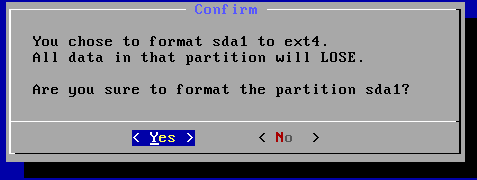 Confirm
You chose to format sda1 to ext4.
All data in that partition will LOSE.
Are you sure to format the partition sda1?
< Yes > < No >